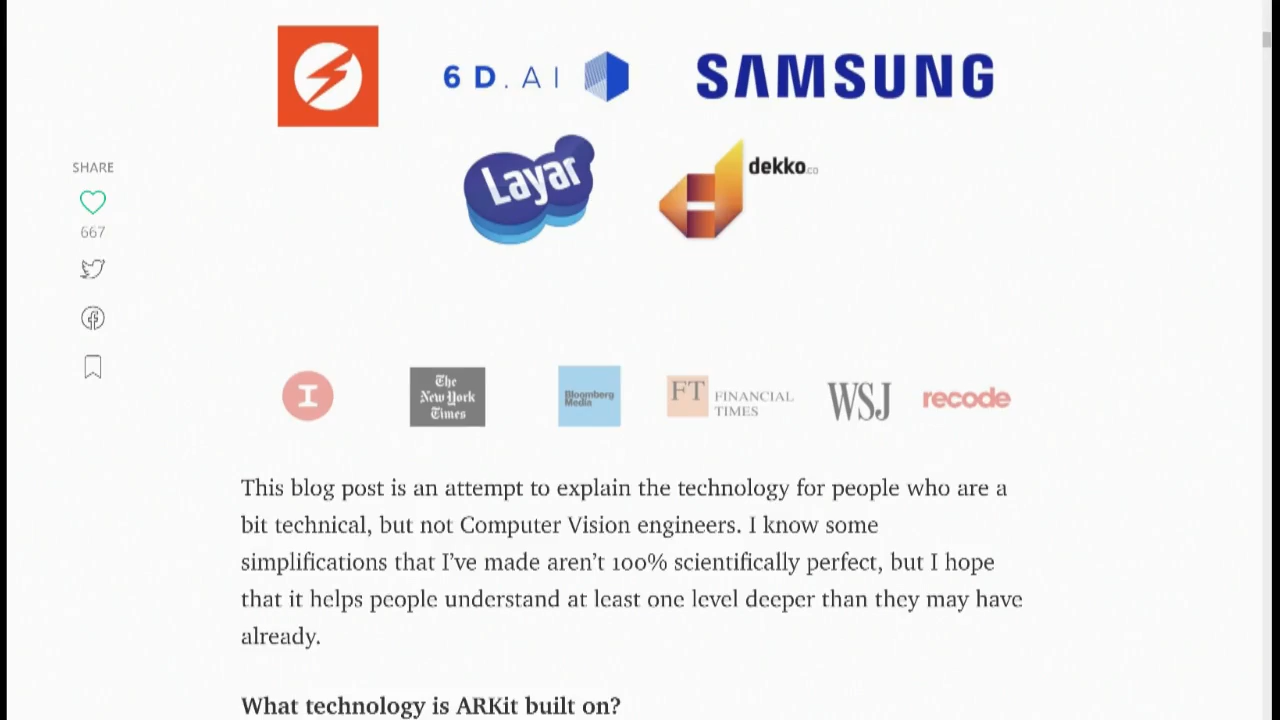 6D.AI
SAMSUNG
Layar
dekko.co
SHARE
667
I
The New York Times
Bloomberg Media
FT FINANCIAL TIMES
WSJ
recode
This blog post is an attempt to explain the technology for people who are a
bit technical, but not Computer Vision engineers. I know some
simplifications that I've made aren't 100% scientifically perfect, but I hope
that it helps people understand at least one level deeper than they may have
already.
What technology is ARKit built on?